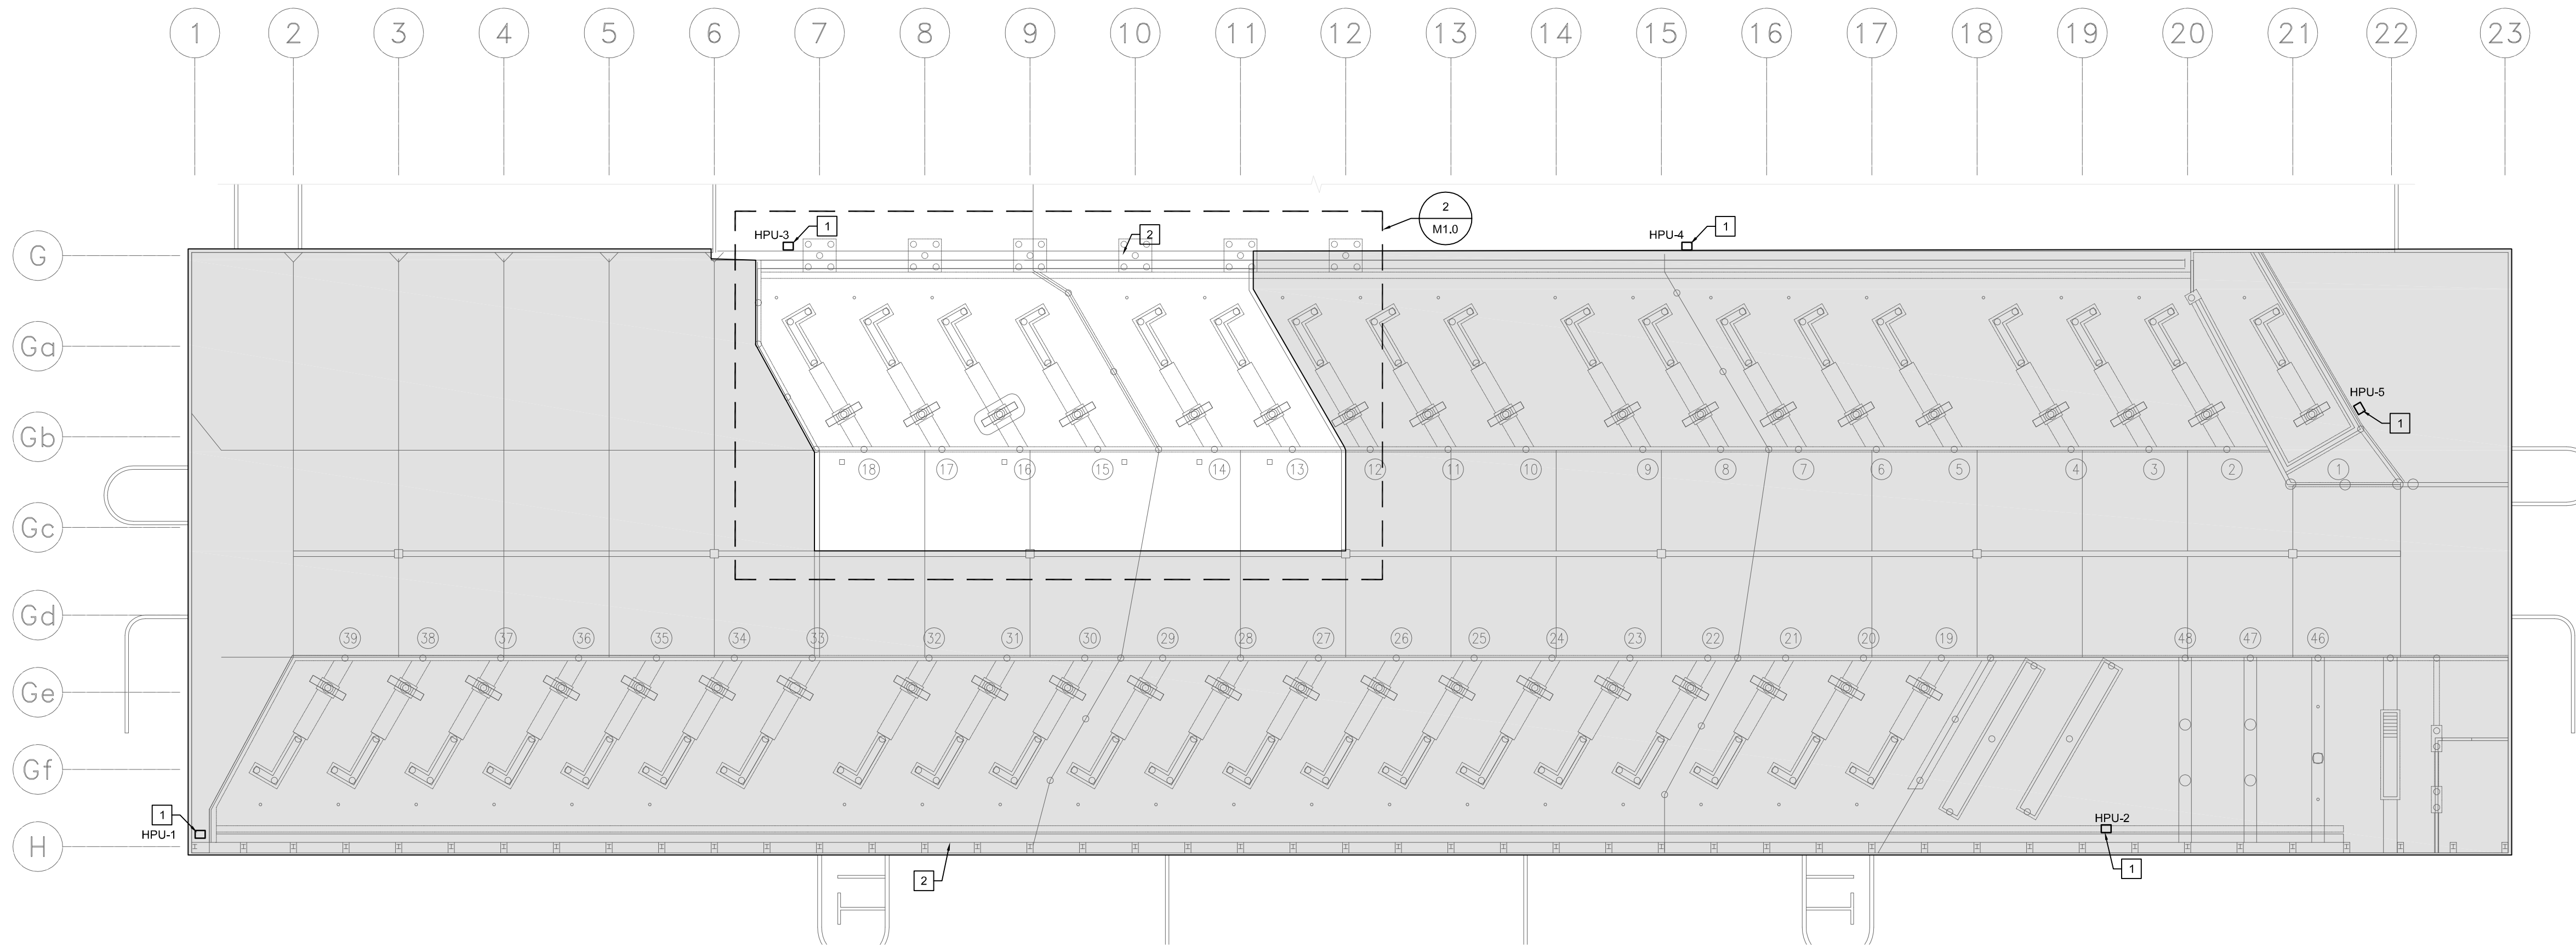 1 2 3 4 5 6 7 8 9 10 11 12 13 14 15 16 17 18 19 20 21 22 23
2
M1.0
HPU-3 1
2
HPU-4 1
G
Ga
HPU-5
1
Gb
18 17 16 15 14 13 12 11 10 9 8 7 6 5 4 3 2 1
Gc
Gd
39 38 37 36 35 34 33 32 31 30 29 28 27 26 25 24 23 22 21 20 19 48 47 46
Ge
Gf
1
HPU-1
HPU-2
H
1
2